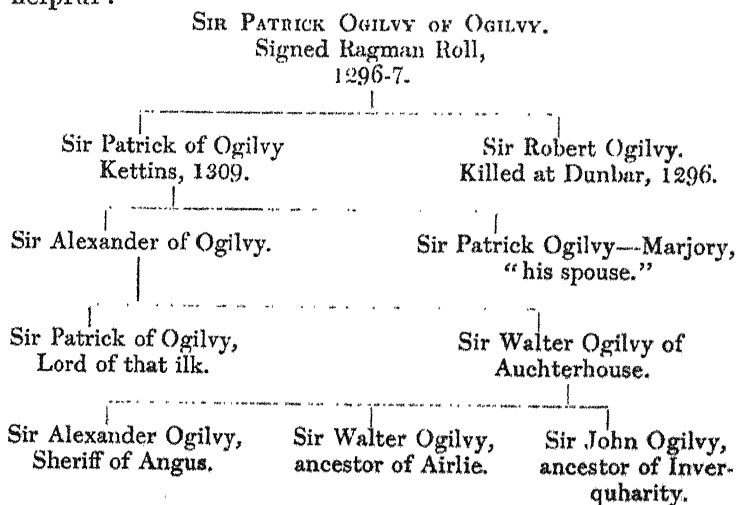 helpful:
SIR PATRICK OGILVY OF OGILVY.
Signed Ragman Roll,
1296-7.
Sir Patrick of Ogilvy
Kettins, 1309.
Sir Robert Ogilvy.
Killed at Dunbar, 1296.
Sir Alexander of Ogilvy.
Sir Patrick Ogilvy—Marjory,
"his spouse."
Sir Patrick of Ogilvy,
Lord of that ilk.
Sir Walter Ogilvy of
Auchterhouse.
Sir Alexander Ogilvy,
Sheriff of Angus.
Sir Walter Ogilvy,
ancestor of Airlie.
Sir John Ogilvy,
ancestor of Inver-
quharity.